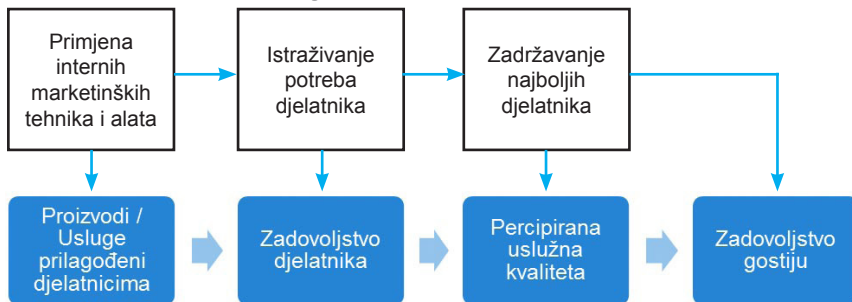 Primjena
internih
marketinških
tehnika i alata
Istraživanje
potreba
djelatnika
Zadržavanje
najboljih
djelatnika
Proizvodi /
Usluge
prilagođeni
djelatnicima
Zadovoljstvo
djelatnika
Percipirana
uslužna
kvaliteta
Zadovoljstvo
gostiju